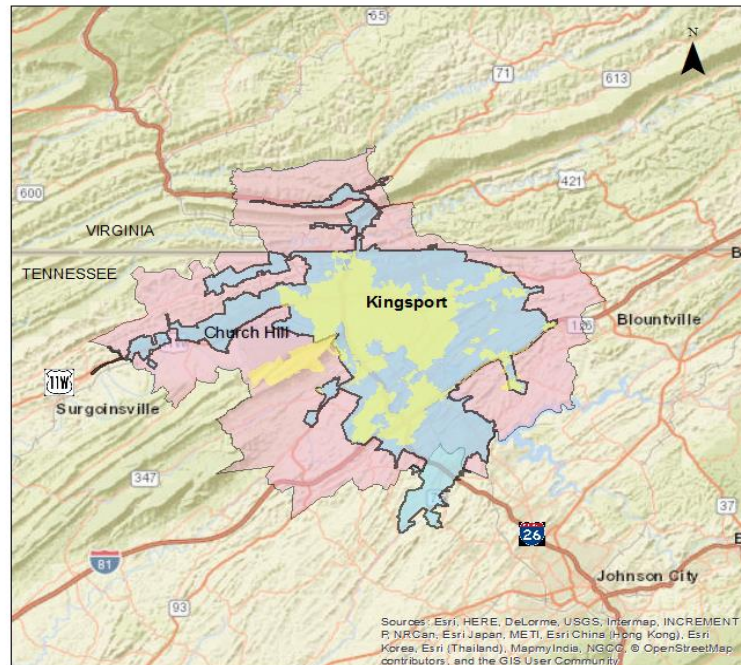 65
N
71
613
600
421
VIRGINIA
TENNESSEE
Kingsport
B
126
Blountville
Church Hill
11W
Surgoinsville
347
37
26
E
81
Johnson City
93
Sources: Esri, HERE, DeLorme, USGS, Intermap, INCREMENT
P, NRCan, Esri Japan, METI, Esri China (Hong Kong), Esri
Korea, Esri (Thailand), MapmyIndia, NGCC, © OpenStreetMap
contributors, and the GIS User Community